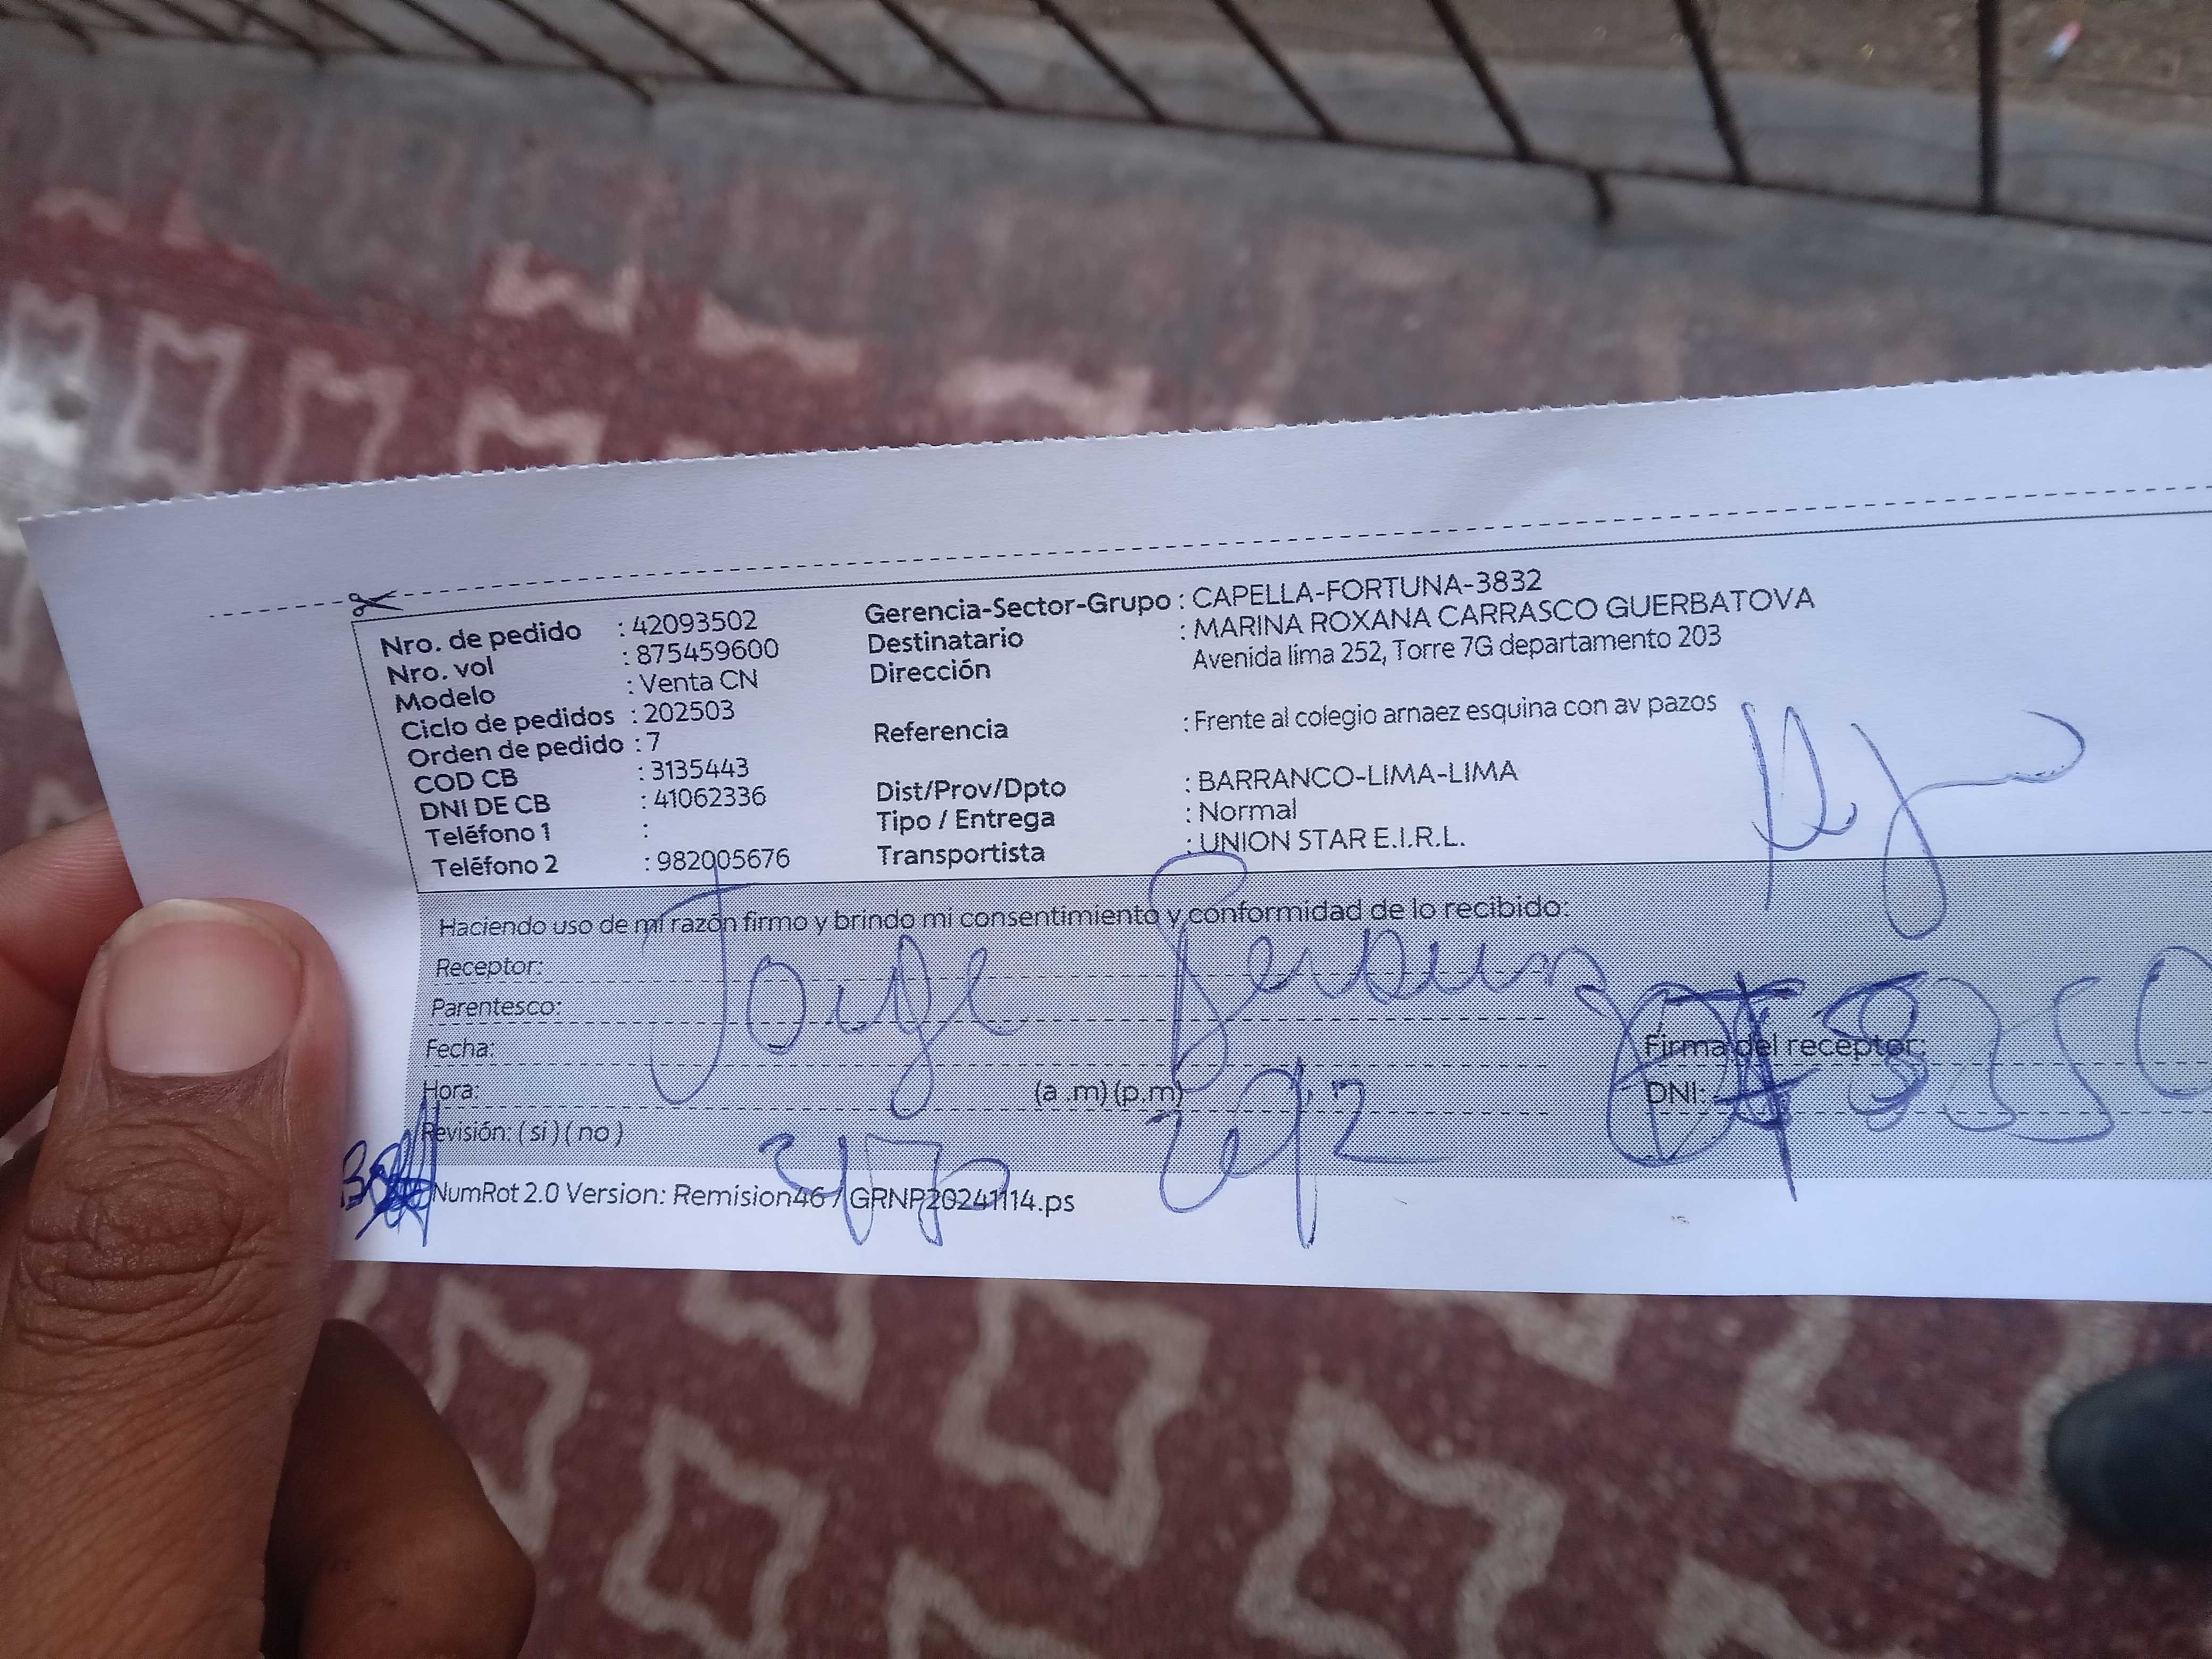 Nro. de pedido : 42093502
Nro. vol : 875459600
Modelo : Venta CN
Ciclo de pedidos : 202503
Orden de pedido : 7
COD CB : 3135443
DNI DE CB : 41062336
Teléfono 1 :
Teléfono 2 : 982005676
Gerencia-Sector-Grupo : CAPELLA-FORTUNA-3832
Destinatario : MARINA ROXANA CARRASCO GUERBATOVA
Dirección Avenida lima 252, Torre 7G departamento 203
Referencia : Frente al colegio arnaez esquina con av pazos
Dist/Prov/Dpto : BARRANCO-LIMA-LIMA
Tipo / Entrega : Normal
Transportista : UNION STAR E.I.R.L.
Haciendo uso de mi razón firmo y brindo mi consentimiento y conformidad de lo recibido:
Receptor:
Jorge
Parentesco:
Fecha:
Firma del receptor:
Hora: (a .m) (p.m)
DNI:
Revisión: ( si ) ( no )
NumRot 2.0 Version: Remision46 / GRNP20241114.ps